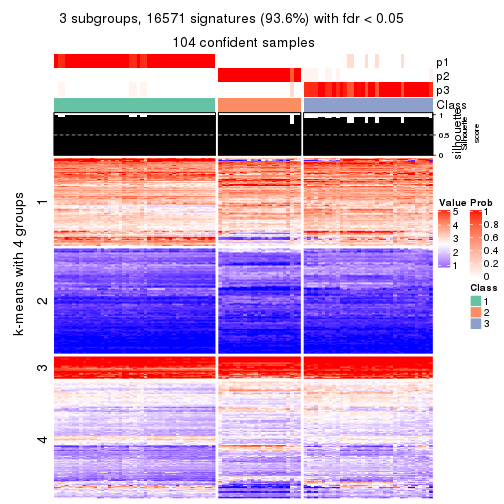 3 subgroups, 16571 signatures (93.6%) with fdr < 0.05
104 confident samples
p1
p2
p3
Class
1
0.5
0
silhouette
Silhouette
score
k-means with 4 groups
1
2
3
4
Value
5
4
3
2
1
Prob
1
0.8
0.6
0.4
0.2
0
Class
1
2
3